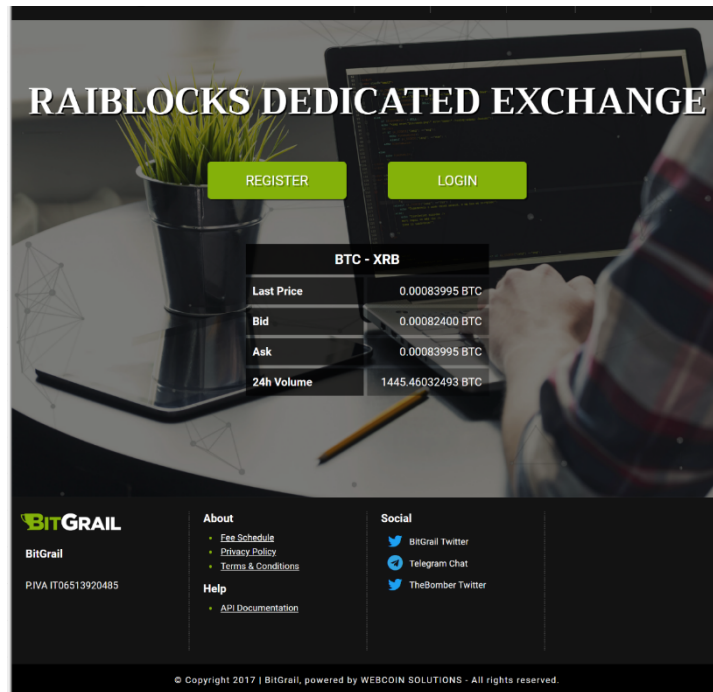 RAIBLOCKS DEDICATED EXCHANGE
REGISTER LOGIN
BTC - XRB
Last Price 0.00083995 BTC
Bid 0.00082400 BTC
Ask 0.00083995 BTC
24h Volume 1445.46032493 BTC
BITGRAIL
BitGrail
P.IVA IT06513920485
About
Fee Schedule
Privacy Policy
Terms & Conditions
Help
API Documentation
Social
BitGrail Twitter
Telegram Chat
TheBomber Twitter
© Copyright 2017 | BitGrail, powered by WEBCOIN SOLUTIONS - All rights reserved.